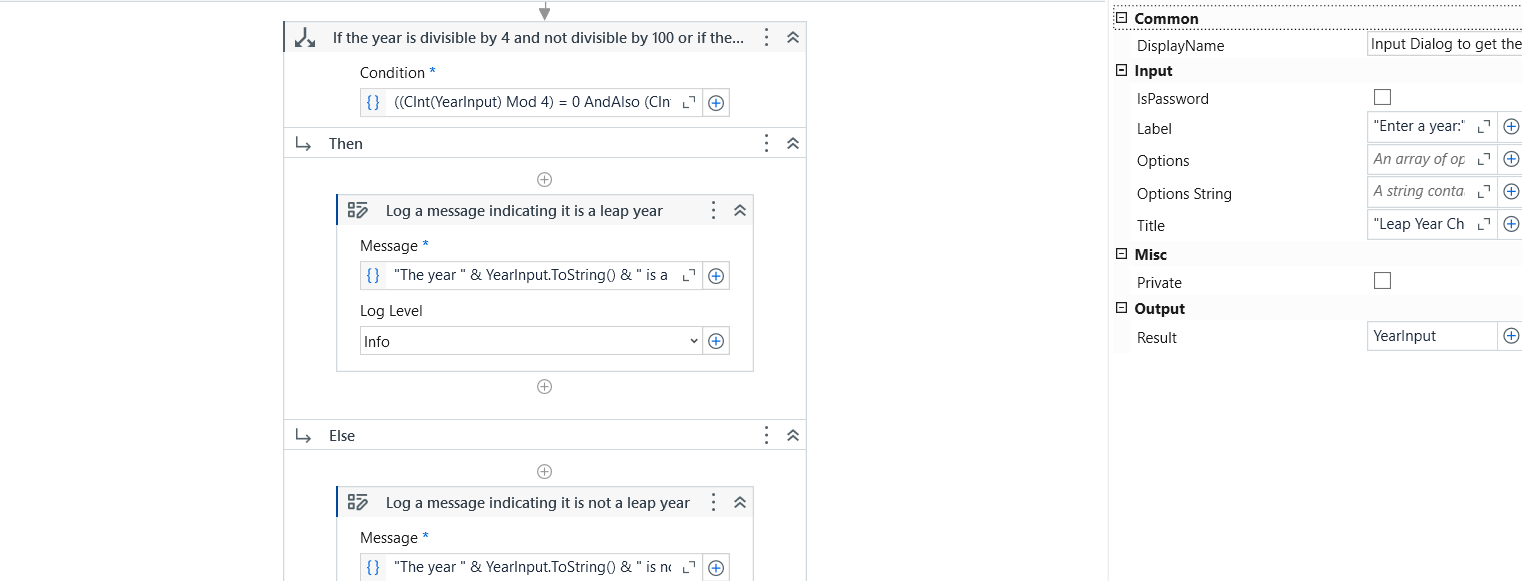 If the year is divisible by 4 and not divisible by 100 or if the...
Condition *
((CInt(YearInput) Mod 4) = 0 AndAlso (CIn
Then
Log a message indicating it is a leap year
Message *
"The year " & YearInput.ToString() & " is a
Log Level
Info
Else
Log a message indicating it is not a leap year
Message *
"The year " & YearInput.ToString() & " is no
Common
DisplayName Input Dialog to get the
Input
IsPassword
Label "Enter a year:"
Options An array of op
Options String A string conta
Title "Leap Year Ch
Misc
Private
Output
Result YearInput